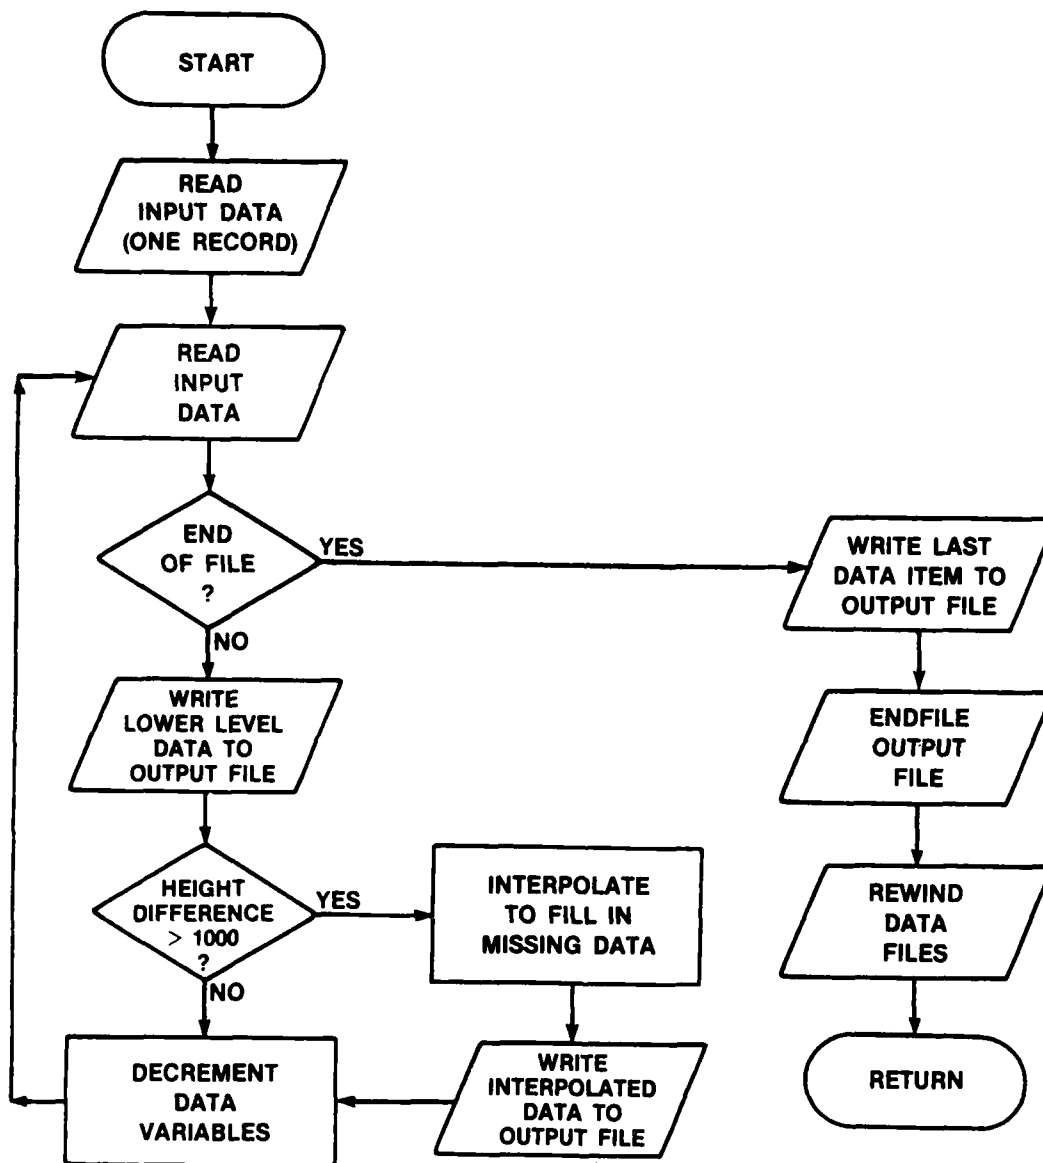 START
READ
INPUT DATA
(ONE RECORD)
READ
INPUT
DATA
END
OF FILE
?
YES
NO
WRITE LAST
DATA ITEM TO
OUTPUT FILE
WRITE
LOWER LEVEL
DATA TO
OUTPUT FILE
ENDFILE
OUTPUT
FILE
HEIGHT
DIFFERENCE
> 1000
?
YES
NO
INTERPOLATE
TO FILL IN
MISSING DATA
REWIND
DATA
FILES
DECREMENT
DATA
VARIABLES
WRITE
INTERPOLATED
DATA TO
OUTPUT FILE
RETURN